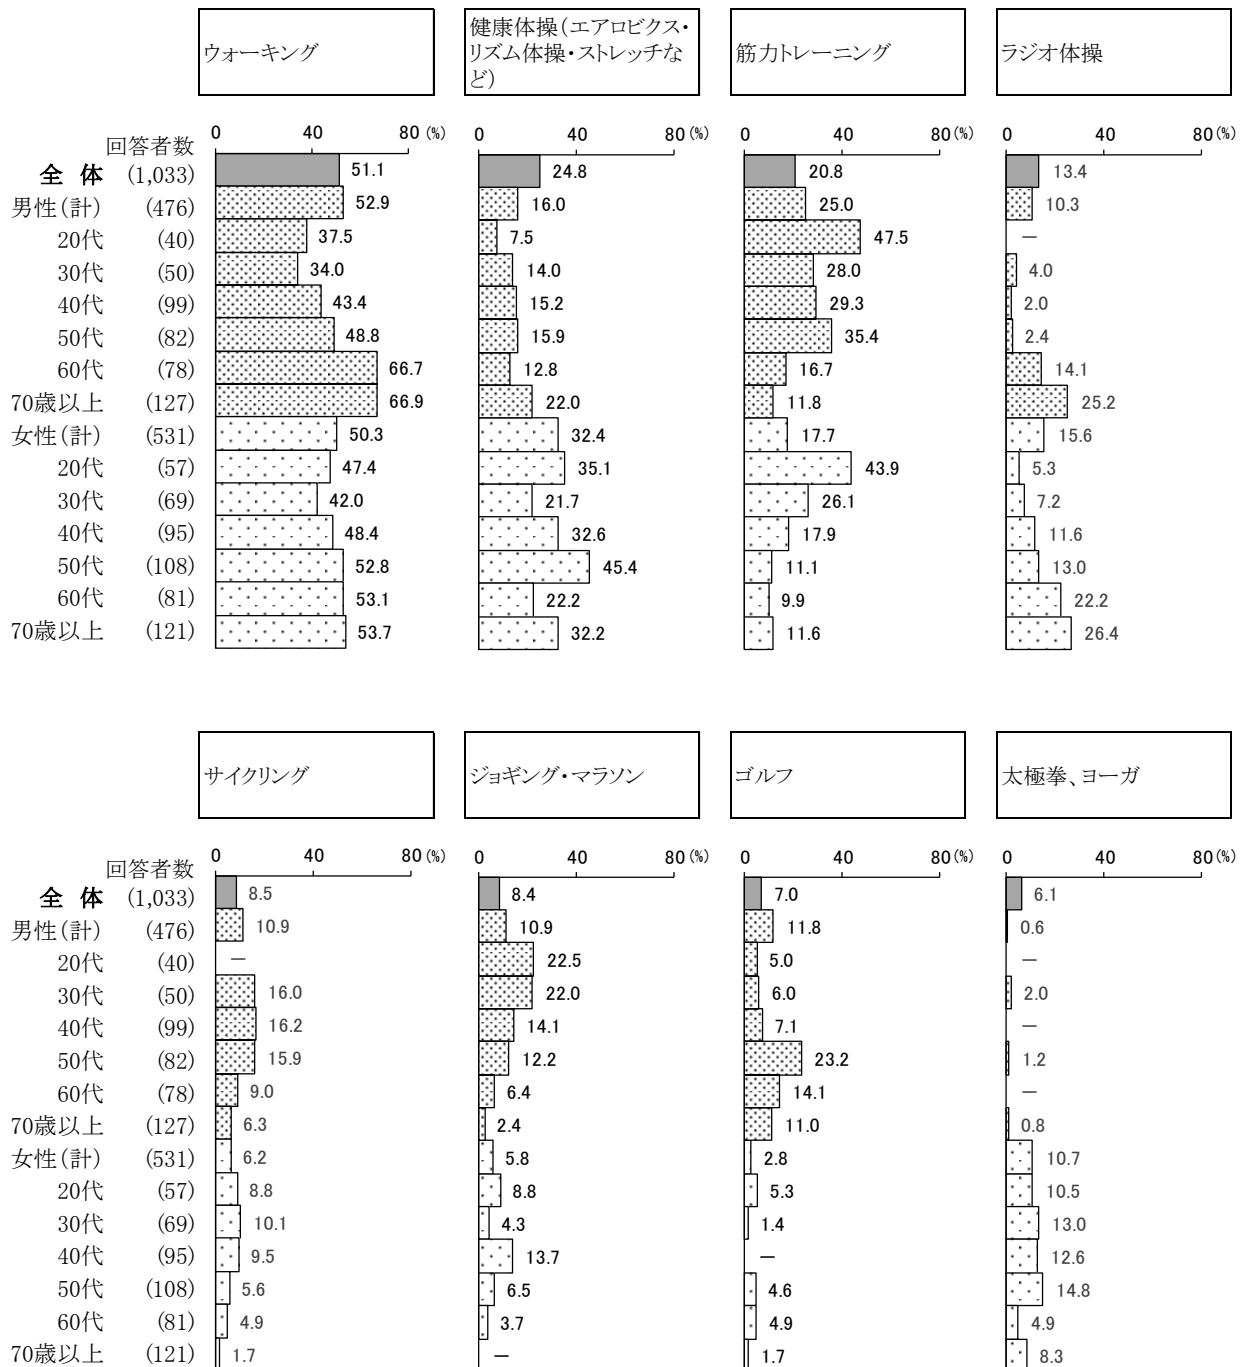 ウォーキング
健康体操（エアロビクス・
リズム体操・ストレッチな
ど）
筋力トレーニング
ラジオ体操
回答者数 0 40 80(%) 0 40 80(%) 0 40 80(%) 0 40 80(%)
全 体 (1,033) 51.1 24.8 20.8 13.4
男性(計) (476) 52.9 16.0 25.0 10.3
20代 (40) 37.5 7.5 47.5 －
30代 (50) 34.0 14.0 28.0 4.0
40代 (99) 43.4 15.2 29.3 2.0
50代 (82) 48.8 15.9 35.4 2.4
60代 (78) 66.7 12.8 16.7 14.1
70歳以上 (127) 66.9 22.0 11.8 25.2
女性(計) (531) 50.3 32.4 17.7 15.6
20代 (57) 47.4 35.1 43.9 5.3
30代 (69) 42.0 21.7 26.1 7.2
40代 (95) 48.4 32.6 17.9 11.6
50代 (108) 52.8 45.4 11.1 13.0
60代 (81) 53.1 22.2 9.9 22.2
70歳以上 (121) 53.7 32.2 11.6 26.4
サイクリング
ジョギング・マラソン
ゴルフ
太極拳、ヨーガ
回答者数 0 40 80(%) 0 40 80(%) 0 40 80(%) 0 40 80(%)
全 体 (1,033) 8.5 8.4 7.0 6.1
男性(計) (476) 10.9 10.9 11.8 0.6
20代 (40) － 22.5 5.0 －
30代 (50) 16.0 22.0 6.0 2.0
40代 (99) 16.2 14.1 7.1 －
50代 (82) 15.9 12.2 23.2 1.2
60代 (78) 9.0 6.4 14.1 －
70歳以上 (127) 6.3 2.4 11.0 0.8
女性(計) (531) 6.2 5.8 2.8 10.7
20代 (57) 8.8 8.8 5.3 10.5
30代 (69) 10.1 4.3 1.4 13.0
40代 (95) 9.5 13.7 － 12.6
50代 (108) 5.6 6.5 4.6 14.8
60代 (81) 4.9 3.7 4.9 4.9
70歳以上 (121) 1.7 － 1.7 8.3